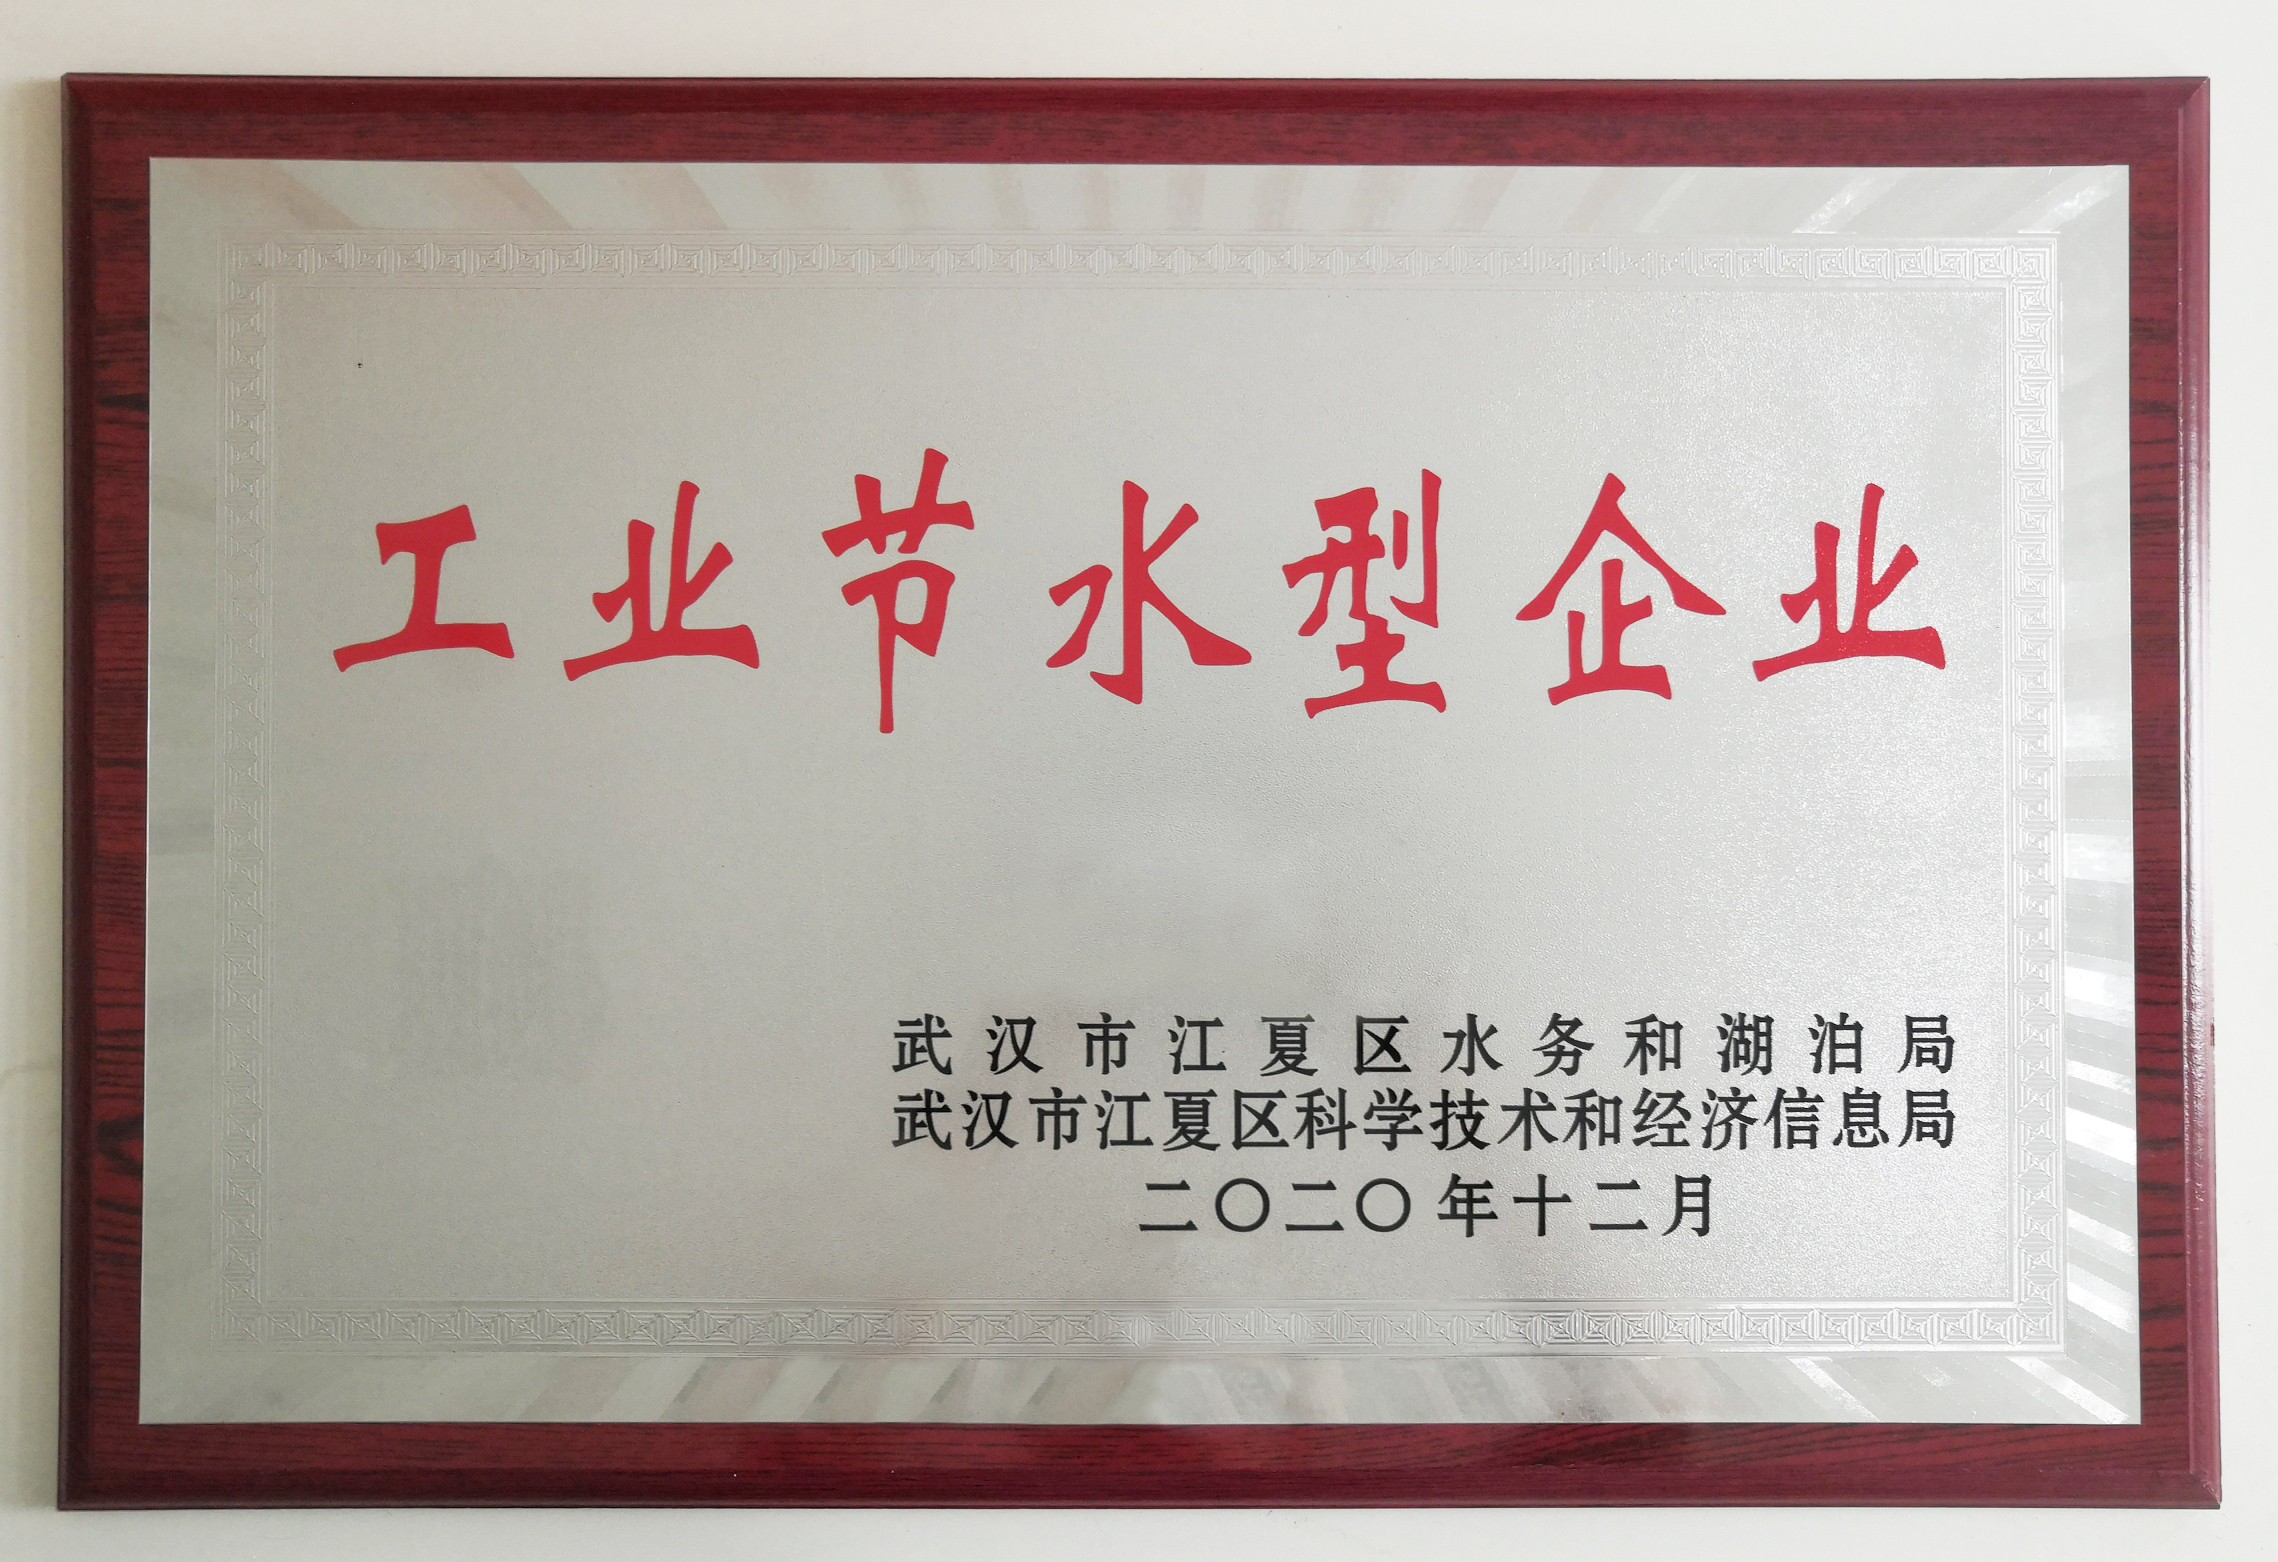 工业节水型企业
武汉市江夏区水务和湖泊局
武汉市江夏区科学技术和经济信息局
二〇二〇年十二月